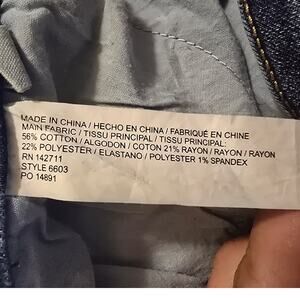 MADE IN CHINA / HECHO EN CHINA / FABRIQUÉ EN CHINE
MAIN FABRIC / TISSU PRINCIPAL / TISSU PRINCIPAL:
56% COTTON / ALGODON / COTON 21% RAYON / RAYON / RAYON
22% POLYESTER / ELASTANO / POLYESTER 1% SPANDEX
RN 142711
STYLE 6603
PO 14891